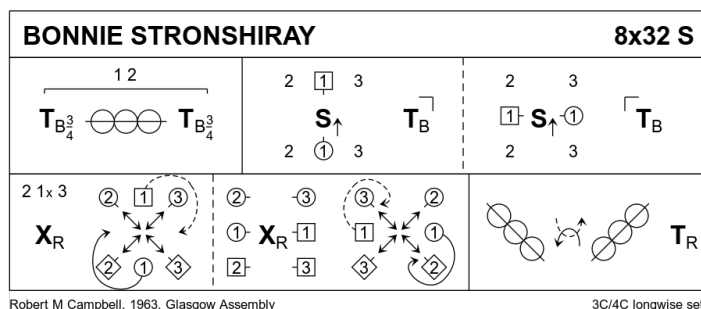 BONNIE STRONSHIRAY 8x32 S
1 2
T B 3/4 T B 3/4
2 1 3
S T B
2 1 3
2 3
1 S 1 T B
2 3
2 1x 3 2 1 3
X R
2 1 3
2 3 3 2
1 X R 1 1 1
2 3 3 2
T R
Robert M Campbell, 1963, Glasgow Assembly 3C/4C longwise set